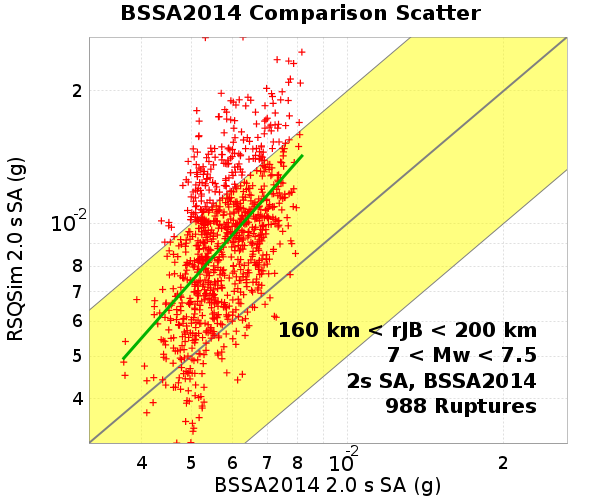 BSSA2014 Comparison Scatter
RSQSim 2.0 s SA (g)
2
10-2
8
7
6
5
4
160 km < rJB < 200 km
7 < Mw < 7.5
2s SA, BSSA2014
988 Ruptures
4 5 6 7 8 10-2 2
BSSA2014 2.0 s SA (g)